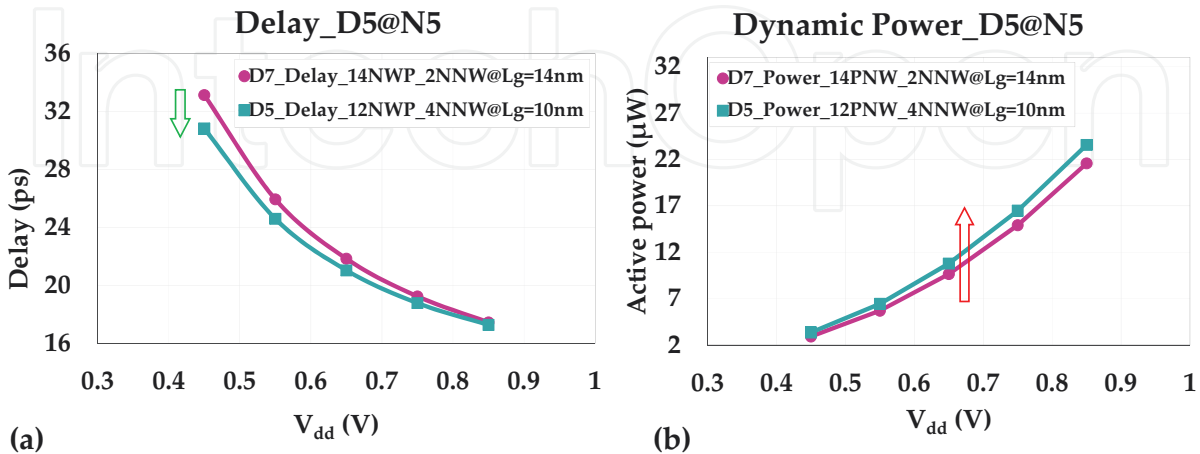 Delay_D5@N5
D7_Delay_14NWP_2NNW@Lg=14nm
D5_Delay_12NWP_4NNW@Lg=10nm
Delay (ps)
36
32
28
24
20
16
0.3 0.4 0.5 0.6 0.7 0.8 0.9 1
Vdd (V)
(a)
Dynamic Power_D5@N5
D7_Power_14PNW_2NNW@Lg=14nm
D5_Power_12PNW_4NNW@Lg=10nm
Active power (μW)
32
27
22
17
12
7
2
0.3 0.4 0.5 0.6 0.7 0.8 0.9 1
Vdd (V)
(b)
IntechOpen